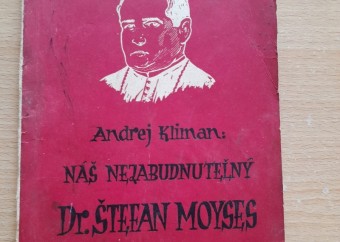 Andrej Kliman:
NÁŠ NEZABUDNUTEĽNÝ
Dr. ŠTEFAN MOYSES